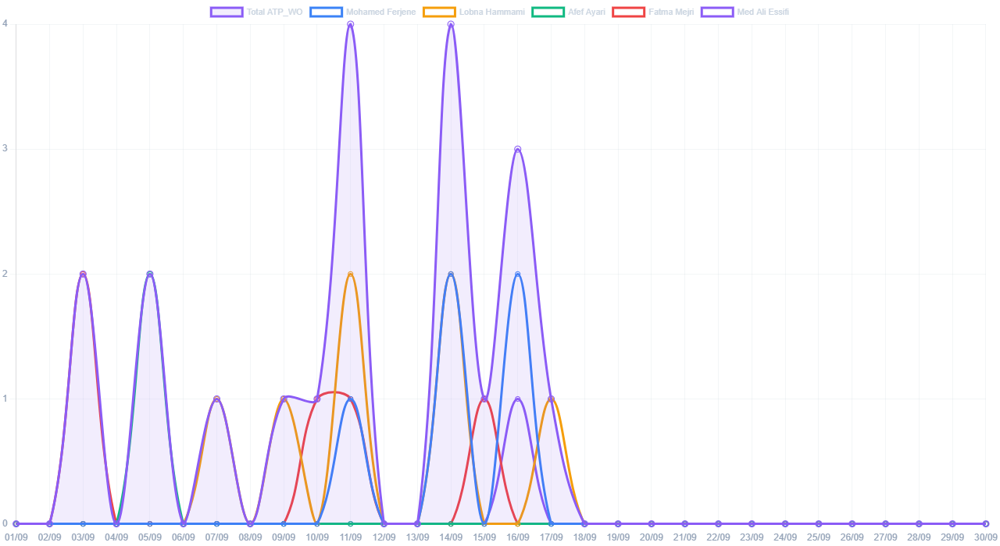 Total ATP_WO Mohamed Ferjene Lobna Hammami Afef Ayari Fatma Mejri Med Ali Essifi
4
3
2
1
0
01/09 02/09 03/09 04/09 05/09 06/09 07/09 08/09 09/09 10/09 11/09 12/09 13/09 14/09 15/09 16/09 17/09 18/09 19/09 20/09 21/09 22/09 23/09 24/09 25/09 26/09 27/09 28/09 29/09 30/09